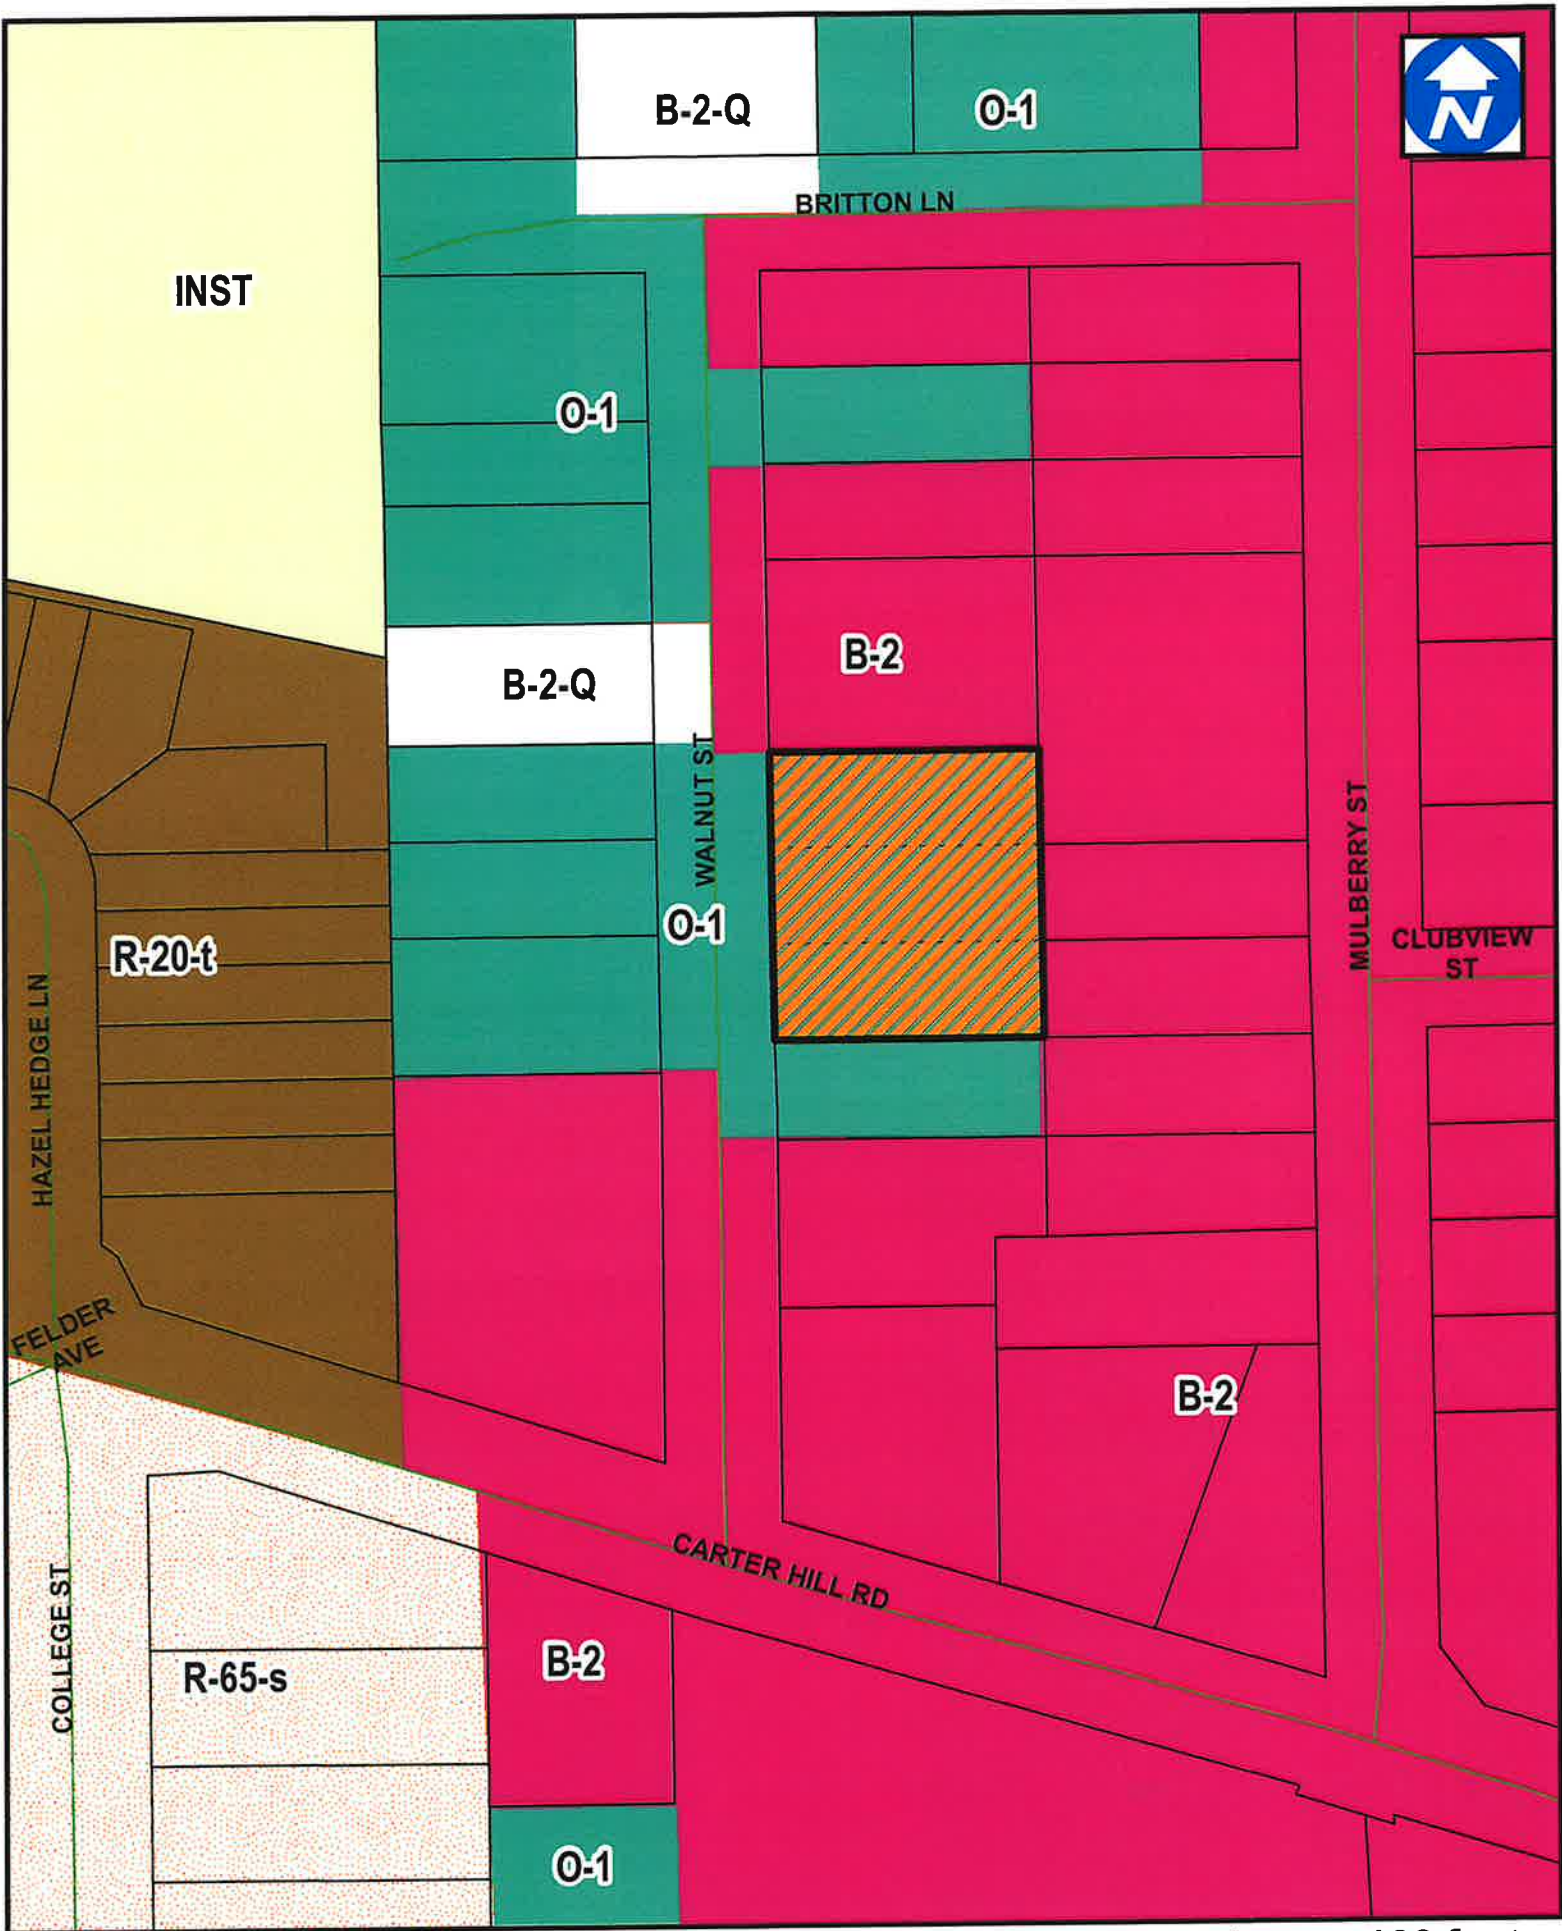 B-2-Q
O-1
N
BRITTON LN
INST
O-1
B-2
B-2-Q
WALNUT ST
O-1
MULBERRY ST
CLUBVIEW
ST
R-20-t
HAZEL HEDGE LN
FELDER
AVE
B-2
CARTER HILL RD
COLLEGE ST
R-65-s
B-2
O-1